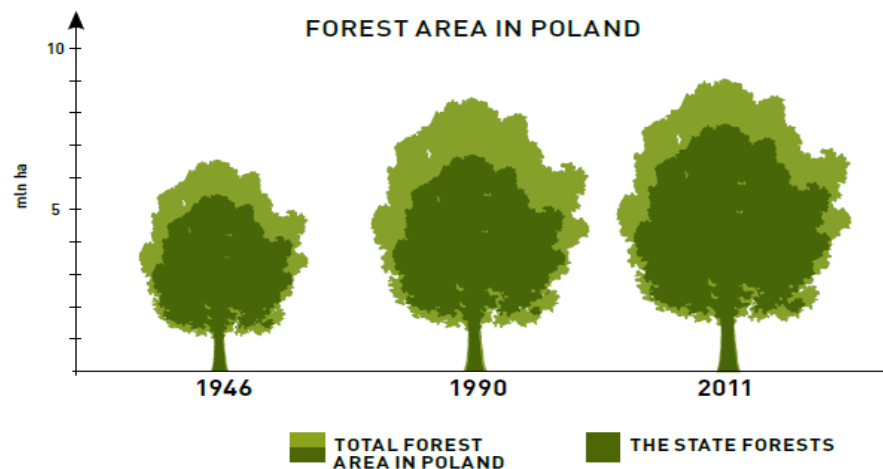 FOREST AREA IN POLAND
10
mln ha
5
1946
1990
2011
TOTAL FOREST
AREA IN POLAND
THE STATE FORESTS